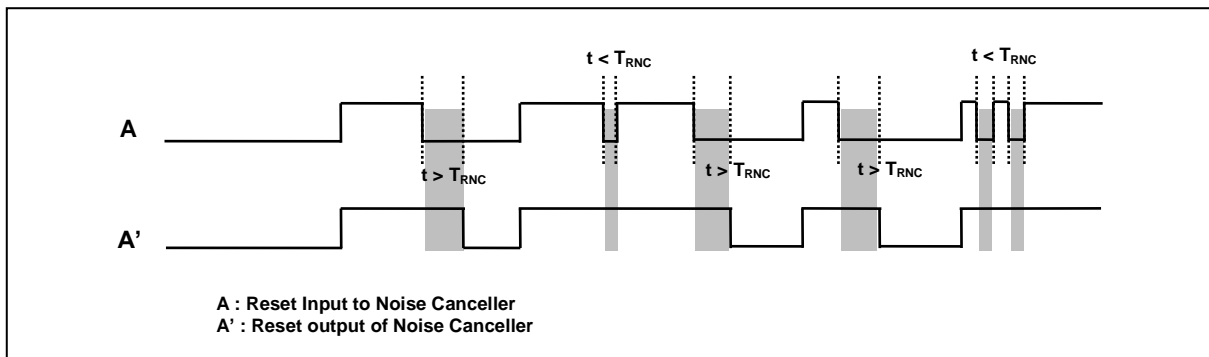 t < TRNC
t < TRNC
A
t > TRNC
t > TRNC
t > TRNC
A’
A : Reset Input to Noise Canceller
A’ : Reset output of Noise Canceller